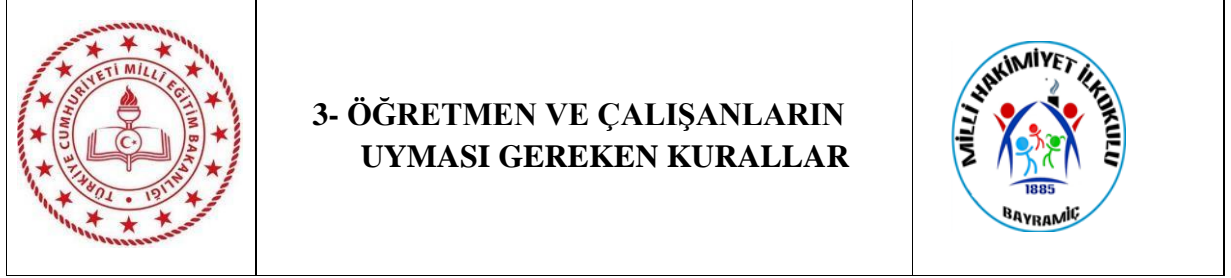 TÜRKİYE CUMHURİYETİ MİLLÎ EĞİTİM BAKANLIĞI
3- ÖĞRETMEN VE ÇALIŞANLARIN
UYMASI GEREKEN KURALLAR
MİLLİ HAKİMİYET İLKOKULU
1885
BAYRAMİÇ